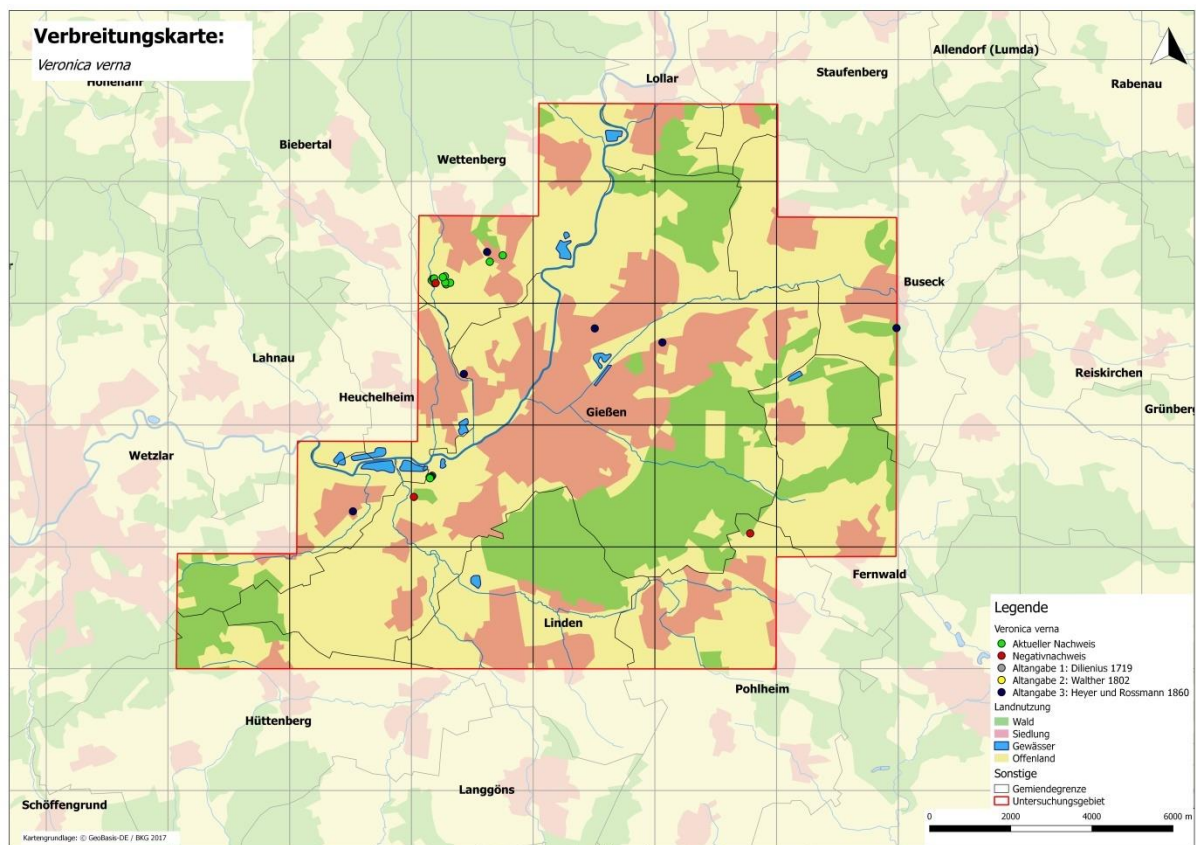 Verbreitungskarte:
Veronica verna
Hohenahr
Biebertal
Wettenberg
Lollar
Staufenberg
Allendorf (Lumda)
Rabenau
Buseck
Reiskirchen
Grünberg
Lahnau
Heuchelheim
Gießen
Wetzlar
Fernwald
Linden
Pohlheim
Hüttenberg
Langgöns
Schöffengrund
Legende
Veronica verna
Aktueller Nachweis
Negativnachweis
Altangabe 1: Dilienius 1719
Altangabe 2: Walther 1802
Altangabe 3: Heyer und Rossmann 1860
Landnutzung
Wald
Siedlung
Gewässer
Offenland
Sonstige
Gemiendegrenze
Untersuchungsgebiet
0 2000 4000 6000 m
Kartengrundlage: © GeoBasis-DE / BKG 2017